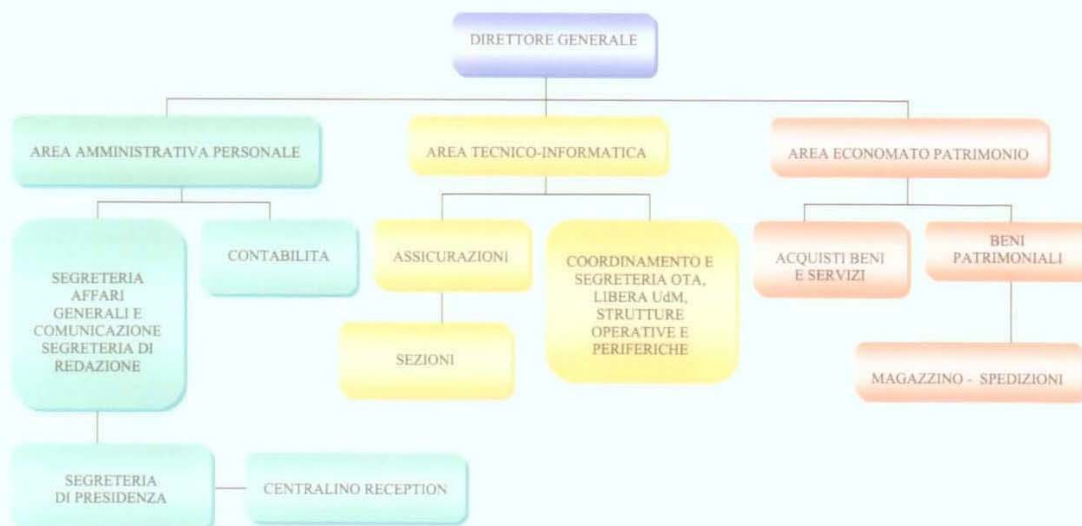 DIRETTORE GENERALE
AREA AMMINISTRATIVA PERSONALE
AREA TECNICO-INFORMATICA
AREA ECONOMATO PATRIMONIO
SEGRETERIA
AFFARI
GENERALI E
COMUNICAZIONE
SEGRETERIA DI
REDAZIONE
CONTABILITA
ASSICURAZIONI
COORDINAMENTO E
SEGRETERIA OTA,
LIBERA UdM,
STRUTTURE
OPERATIVE E
PERIFERICHE
ACQUISTI BENI
E SERVIZI
BENI
PATRIMONIALI
SEZIONI
MAGAZZINO - SPEDIZIONI
SEGRETERIA
DI PRESIDENZA
CENTRALINO RECEPTION